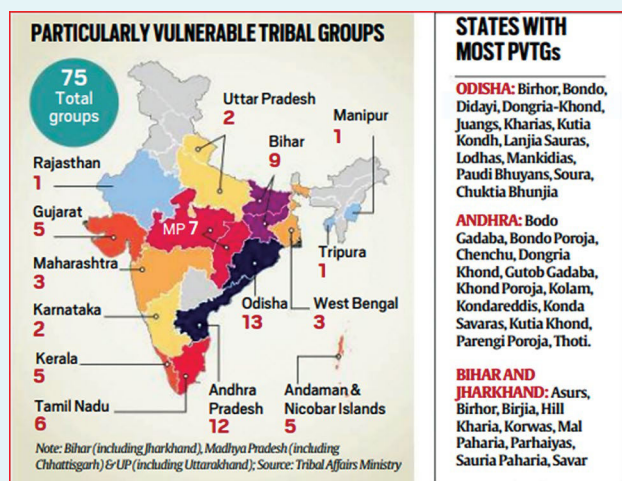 PARTICULARLY VULNERABLE TRIBAL GROUPS
75
Total
groups
Uttar Pradesh
2
Manipur
1
Bihar
9
Rajasthan
1
Gujarat
5
MP 7
Maharashtra
3
Tripura
1
Karnataka
2
Odisha
13
West Bengal
3
Kerala
5
Tamil Nadu
6
Andhra
Pradesh
12
Andaman &
Nicobar Islands
5
Note: Bihar (including Jharkhand), Madhya Pradesh (including
Chhattisgarh) & UP (including Uttarakhand); Source: Tribal Affairs Ministry
STATES WITH
MOST PVTGs
ODISHA: Birhor, Bondo,
Didayi, Dongria-Khond,
Juangs, Kharias, Kutia
Kondh, Lanjia Sauras,
Lodhas, Mankidias,
Paudi Bhuyans, Soura,
Chuktia Bhunjia
ANDHRA: Bodo
Gadaba, Bondo Poroja,
Chenchu, Dongria
Khond, Gutob Gadaba,
Khond Poroja, Kolam,
Kondareddis, Konda
Savaras, Kutia Khond,
Parengi Poroja, Thoti.
BIHAR AND
JHARKHAND: Asurs,
Birhor, Birjia, Hill
Kharia, Korwas, Mal
Paharia, Parhaiyas,
Sauria Paharia, Savar